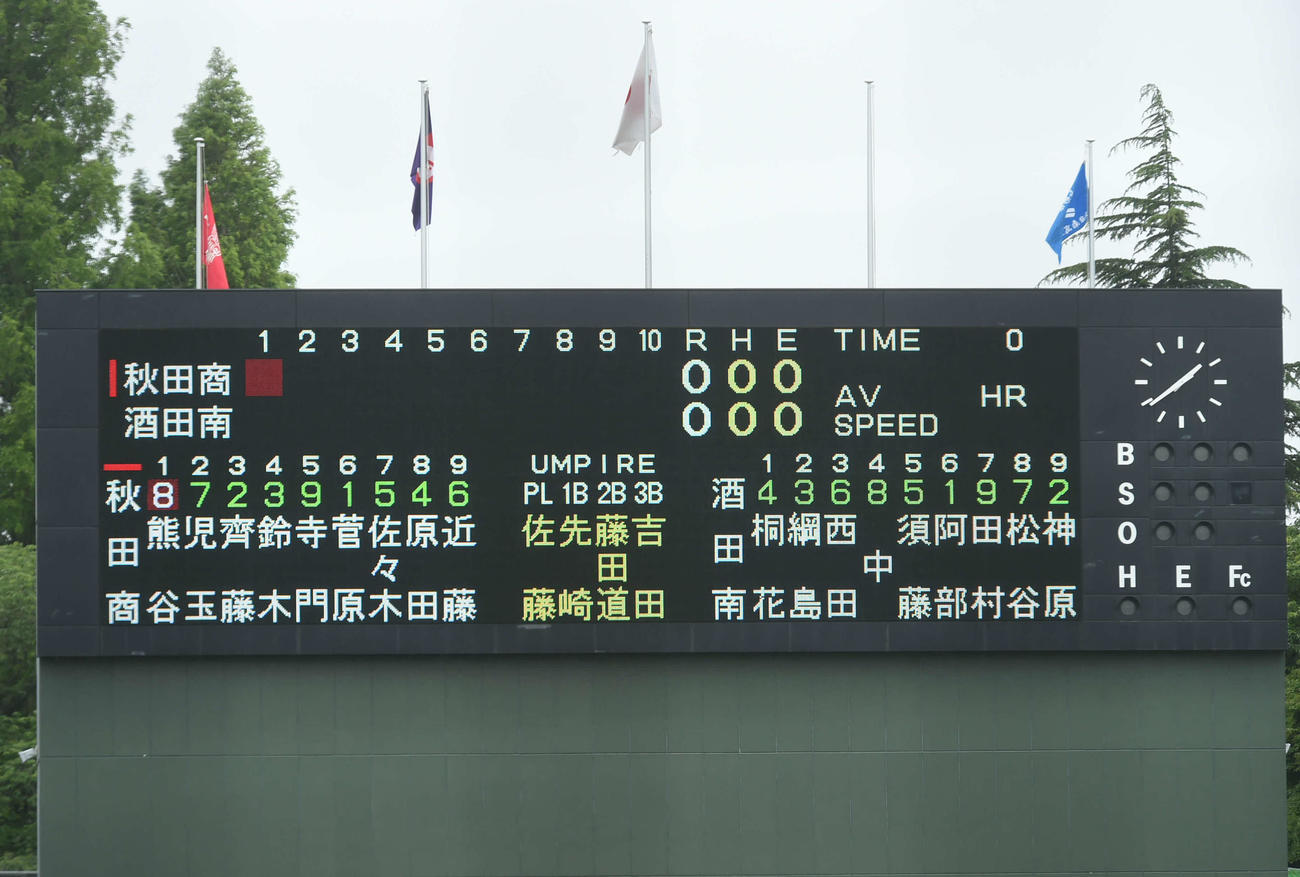 1 2 3 4 5 6 7 8 9 10 R H E TIME 0
秋田商 0 0 0 AV HR
酒田南 0 0 0 SPEED
1 2 3 4 5 6 7 8 9 UMPIRE 1 2 3 4 5 6 7 8 9
秋田商 8 7 2 3 9 1 5 4 6 PL 1B 2B 3B 酒田南 4 3 6 8 5 1 9 7 2
熊谷 児玉 齊藤 鈴木 寺門 菅原 佐々木 原田 近藤 佐藤 先崎 藤田道 吉田 桐花 綱島 西田 中 須藤 阿部 田村 松谷 神原
B
S
O
H E Fc